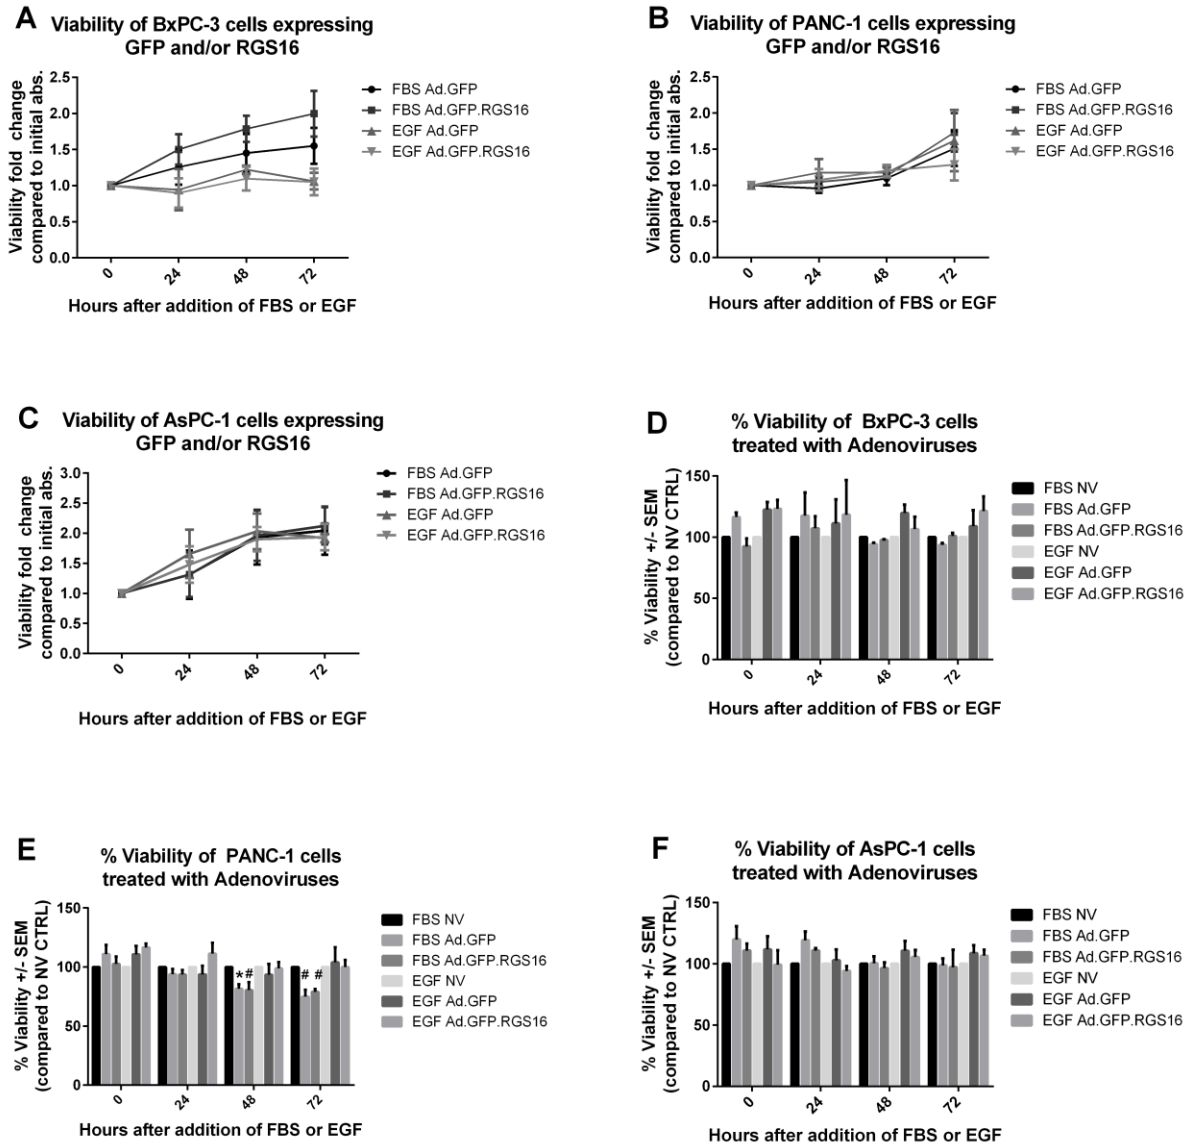 A
Viability of BxPC-3 cells expressing
GFP and/or RGS16
Viability fold change
compared to initial abs.
2.5
2.0
1.5
1.0
0.5
0.0
0
24
48
72
Hours after addition of FBS or EGF
FBS Ad.GFP
FBS Ad.GFP.RGS16
EGF Ad.GFP
EGF Ad.GFP.RGS16
B
Viability of PANC-1 cells expressing
GFP and/or RGS16
Viability fold change
compared to initial abs.
2.5
2.0
1.5
1.0
0.5
0.0
0
24
48
72
Hours after addition of FBS or EGF
FBS Ad.GFP
FBS Ad.GFP.RGS16
EGF Ad.GFP
EGF Ad.GFP.RGS16
C
Viability of AsPC-1 cells expressing
GFP and/or RGS16
Viability fold change
compared to initial abs.
3.0
2.5
2.0
1.5
1.0
0.5
0.0
0
24
48
72
Hours after addition of FBS or EGF
FBS Ad.GFP
FBS Ad.GFP.RGS16
EGF Ad.GFP
EGF Ad.GFP.RGS16
D
% Viability of BxPC-3 cells
treated with Adenoviruses
% Viability +/- SEM
(compared to NV CTRL)
150
100
50
0
0
24
48
72
Hours after addition of FBS or EGF
FBS NV
FBS Ad.GFP
FBS Ad.GFP.RGS16
EGF NV
EGF Ad.GFP
EGF Ad.GFP.RGS16
E
% Viability of PANC-1 cells
treated with Adenoviruses
% Viability +/- SEM
(compared to NV CTRL)
150
100
50
0
* #
# #
0
24
48
72
Hours after addition of FBS or EGF
FBS NV
FBS Ad.GFP
FBS Ad.GFP.RGS16
EGF NV
EGF Ad.GFP
EGF Ad.GFP.RGS16
F
% Viability of AsPC-1 cells
treated with Adenoviruses
% Viability +/- SEM
(compared to NV CTRL)
150
100
50
0
0
24
48
72
Hours after addition of FBS or EGF
FBS NV
FBS Ad.GFP
FBS Ad.GFP.RGS16
EGF NV
EGF Ad.GFP
EGF Ad.GFP.RGS16